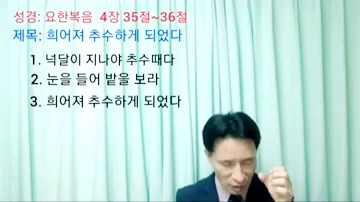 성경: 요한복음 4장 35절~36절
제목: 희어져 추수하게 되었다
1. 넉달이 지나야 추수때다
2. 눈을 들어 밭을 보라
3. 희어져 추수하게 되었다